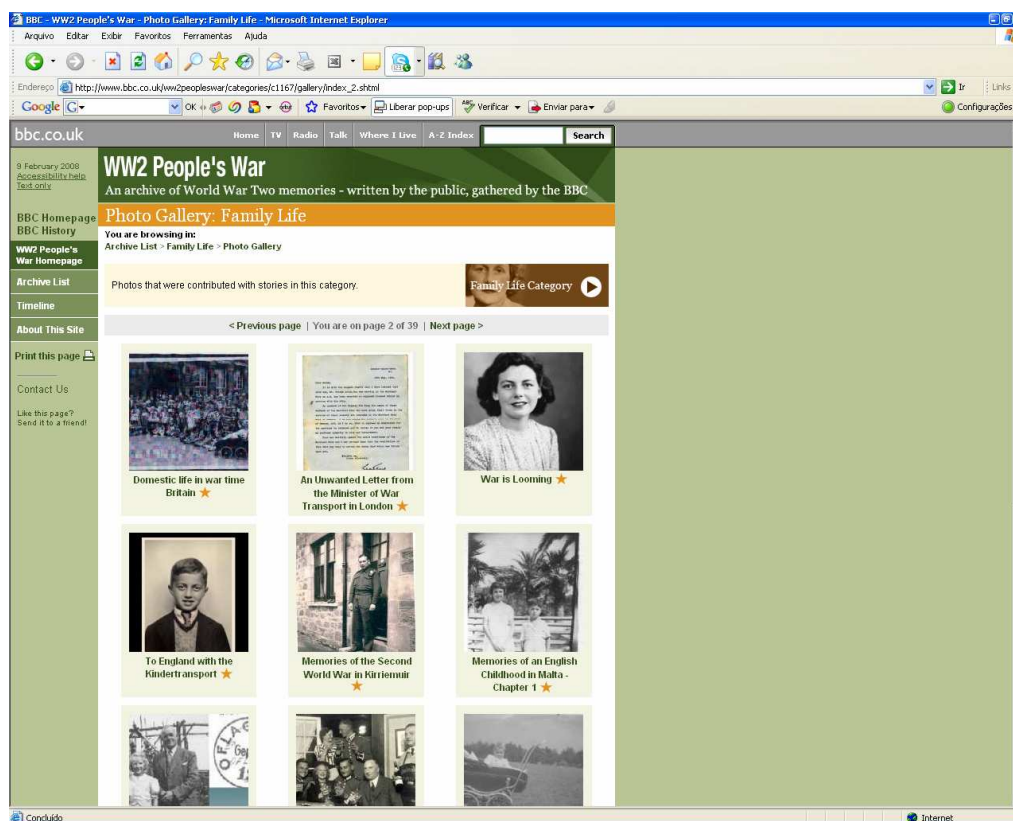 BBC - WW2 People's War - Photo Gallery: Family Life - Microsoft Internet Explorer
Arquivo Editar Exibir Favoritos Ferramentas Ajuda
Endereço http://www.bbc.co.uk/ww2peopleswar/categories/c1167/gallery/index_2.shtml Ir Links
Google G OK Favoritos Liberar pop-ups Verificar Enviar para Configurações
bbc.co.uk Home TV Radio Talk Where I Live A-Z Index Search
9 February 2008
Accessibility help
Text only
BBC Homepage
BBC History
WW2 People's
War Homepage
Archive List
Timeline
About This Site
Print this page
Contact Us
Like this page?
Send it to a friend!
WW2 People's War
An archive of World War Two memories - written by the public, gathered by the BBC
Photo Gallery: Family Life
You are browsing in:
Archive List > Family Life > Photo Gallery
Photos that were contributed with stories in this category.
Family Life Category
< Previous page | You are on page 2 of 39 | Next page >
Domestic life in war time
Britain
An Unwanted Letter from
the Minister of War
Transport in London
War is Looming
To England with the
Kindertransport
Memories of the Second
World War in Kirriemuir
Memories of an English
Childhood in Malta -
Chapter 1
OFLAG
Concluído Internet